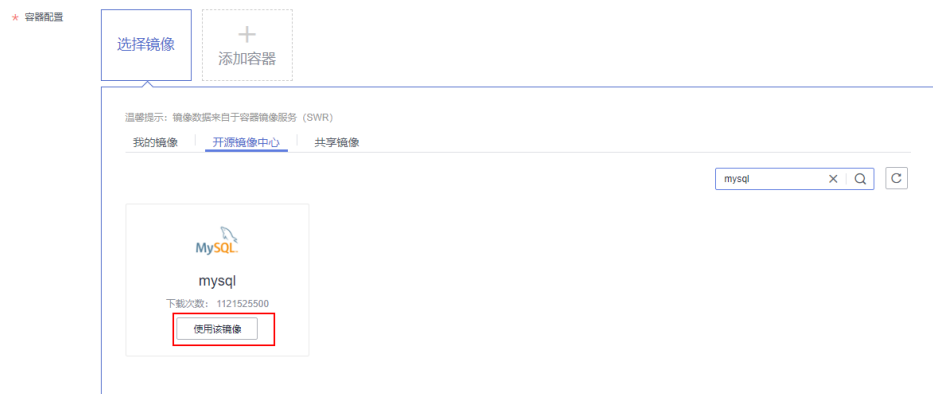 * 容器配置
选择镜像
添加容器
温馨提示：镜像数据来自于容器镜像服务（SWR）
我的镜像 开源镜像中心 共享镜像
mysql
MySQL
mysql
下载次数： 1121525500
使用该镜像